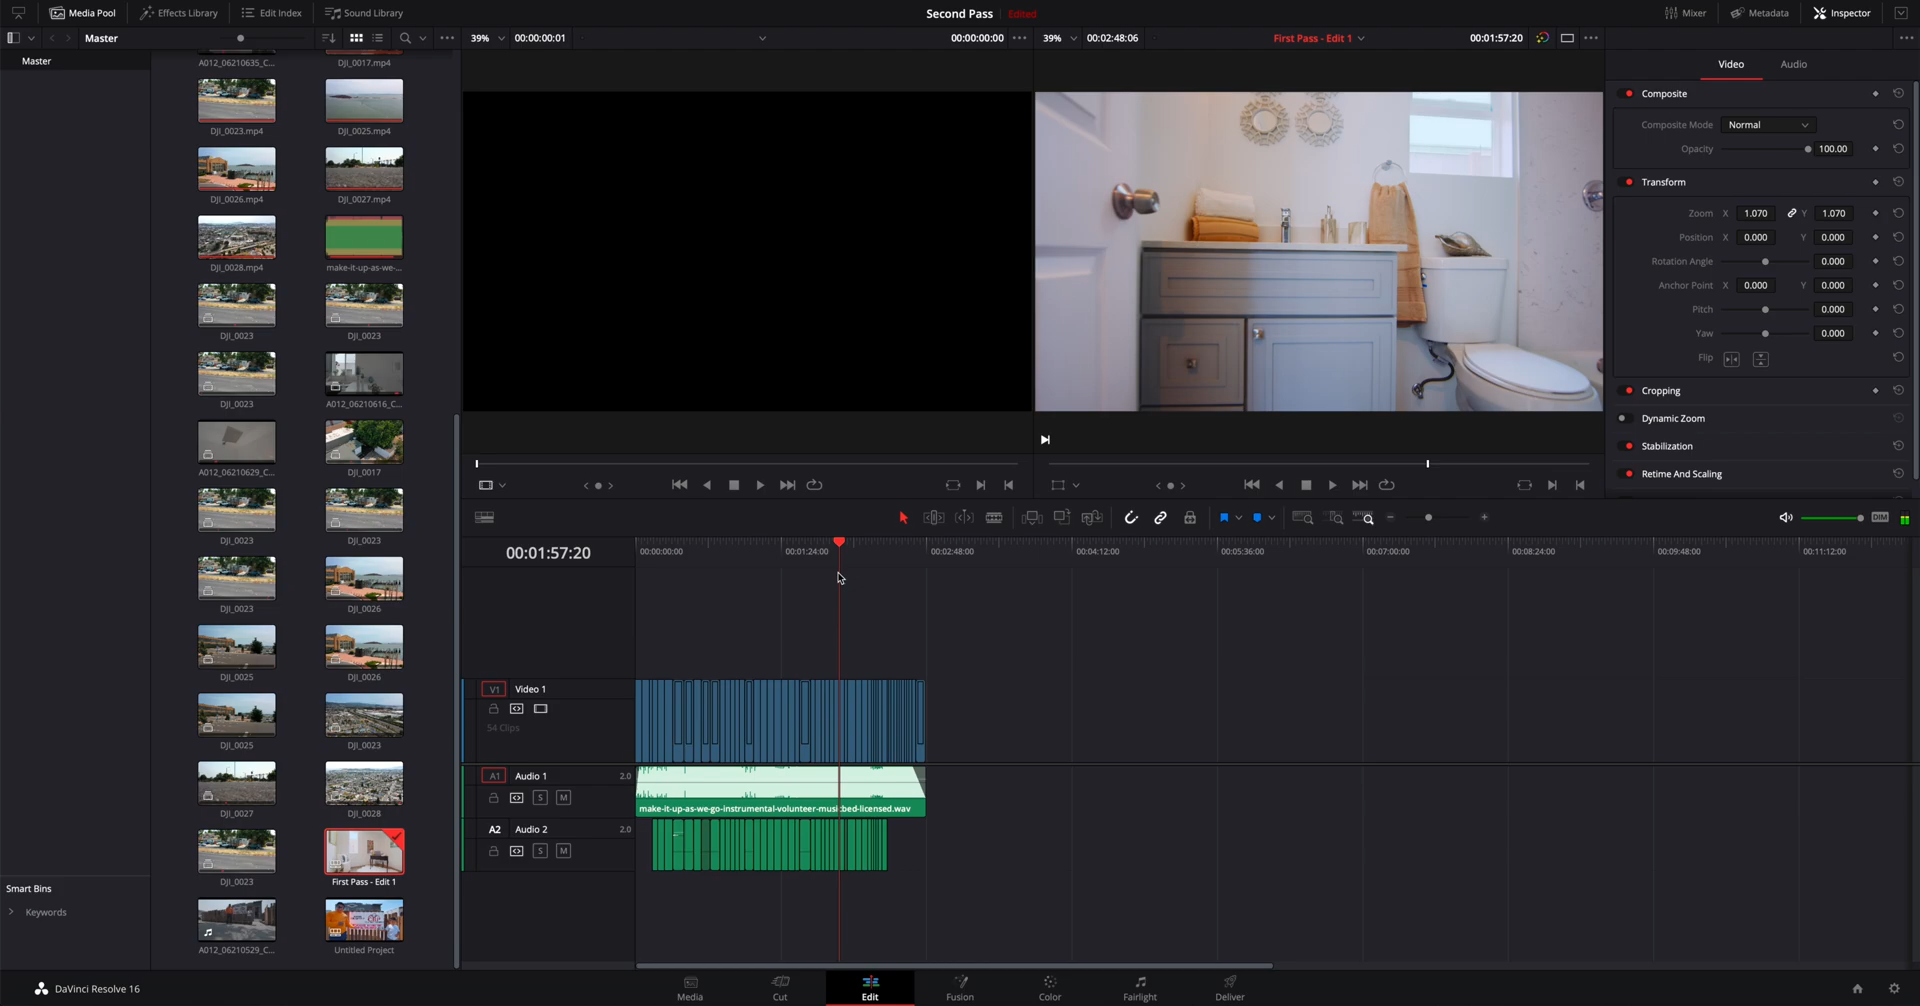 Media Pool Effects Library Edit Index Sound Library Second Pass Edited Mixer Metadata Inspector
Master 39% 00:00:00:01 00:00:00:00 39% 00:02:48:06 First Pass - Edit 1 00:01:57:20
Master
A012_06210635_C... DJI_0017.mp4
DJI_0023.mp4 DJI_0025.mp4
DJI_0026.mp4 DJI_0027.mp4
DJI_0028.mp4 make-it-up-as-we-...
DJI_0023 DJI_0023
DJI_0023 A012_06210616_C...
A012_06210629_C... DJI_0017
DJI_0023 DJI_0023
DJI_0023 DJI_0026
DJI_0025 DJI_0026
DJI_0025 DJI_0023
DJI_0027 DJI_0028
DJI_0023 First Pass - Edit 1
A012_06210529_C... Untitled Project
Smart Bins
Keywords
Video Audio
Composite
Composite Mode Normal
Opacity 100.00
Transform
Zoom X 1.070 Y 1.070
Position X 0.000 Y 0.000
Rotation Angle 0.000
Anchor Point X 0.000 Y 0.000
Pitch 0.000
Yaw 0.000
Flip
Cropping
Dynamic Zoom
Stabilization
Retime And Scaling
DIM
00:01:57:20 00:00:00:00 00:01:24:00 00:02:48:00 00:04:12:00 00:05:36:00 00:07:00:00 00:08:24:00 00:09:48:00 00:11:12:00
V1 Video 1
54 Clips
A1 Audio 1 2.0
S M
make-it-up-as-we-go-instrumental-volunteer-musicbed-licensed.wav
A2 Audio 2 2.0
S M
DaVinci Resolve 16 Media Cut Edit Fusion Color Fairlight Deliver